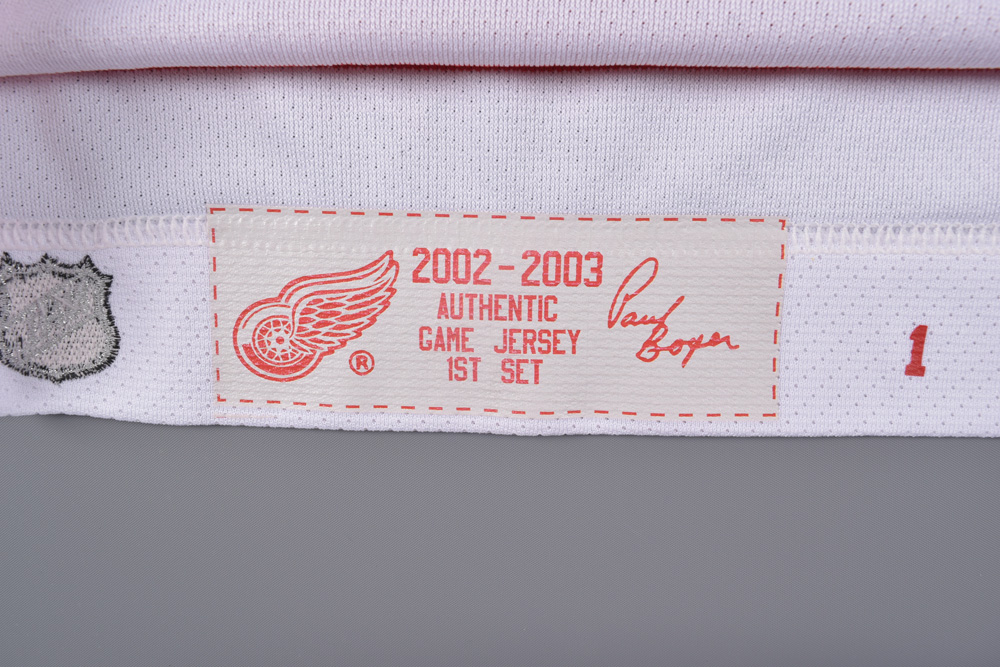 2002-2003
AUTHENTIC
GAME JERSEY
1ST SET
®
Paul
Boyer
1